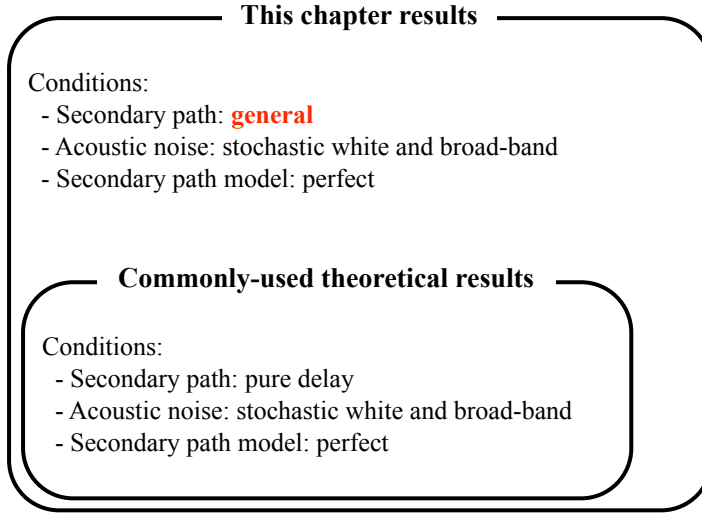 This chapter results
Conditions:
- Secondary path: general
- Acoustic noise: stochastic white and broad-band
- Secondary path model: perfect
Commonly-used theoretical results
Conditions:
- Secondary path: pure delay
- Acoustic noise: stochastic white and broad-band
- Secondary path model: perfect